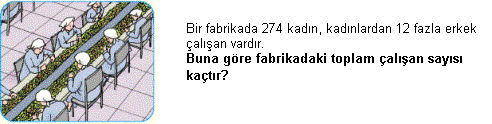 Bir fabrikada 274 kadın, kadınlardan 12 fazla erkek
çalışan vardır.
Buna göre fabrikadaki toplam çalışan sayısı
kaçtır?